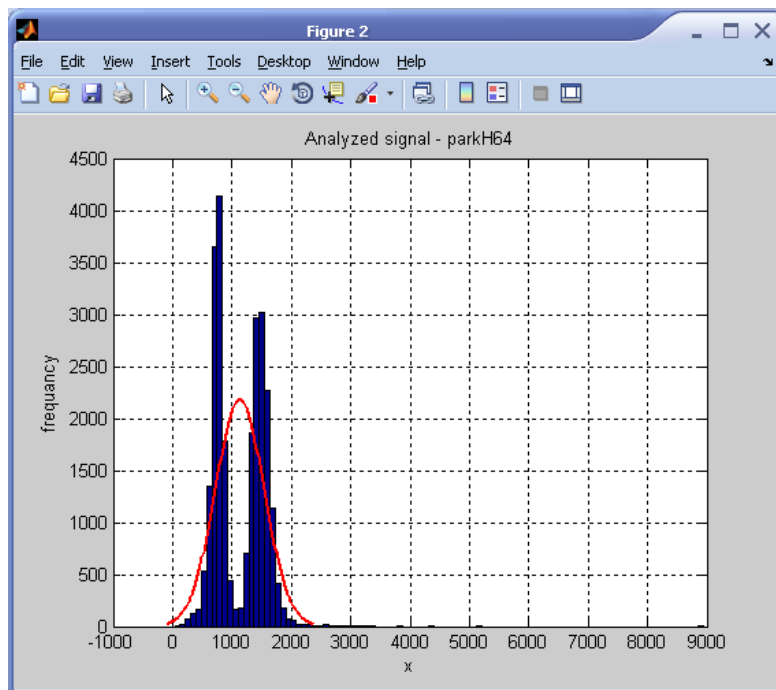 Figure 2
File Edit View Insert Tools Desktop Window Help
Analyzed signal - parkH64
4500
4000
3500
3000
2500
2000
1500
1000
500
0
frequancy
-1000 0 1000 2000 3000 4000 5000 6000 7000 8000 9000
x